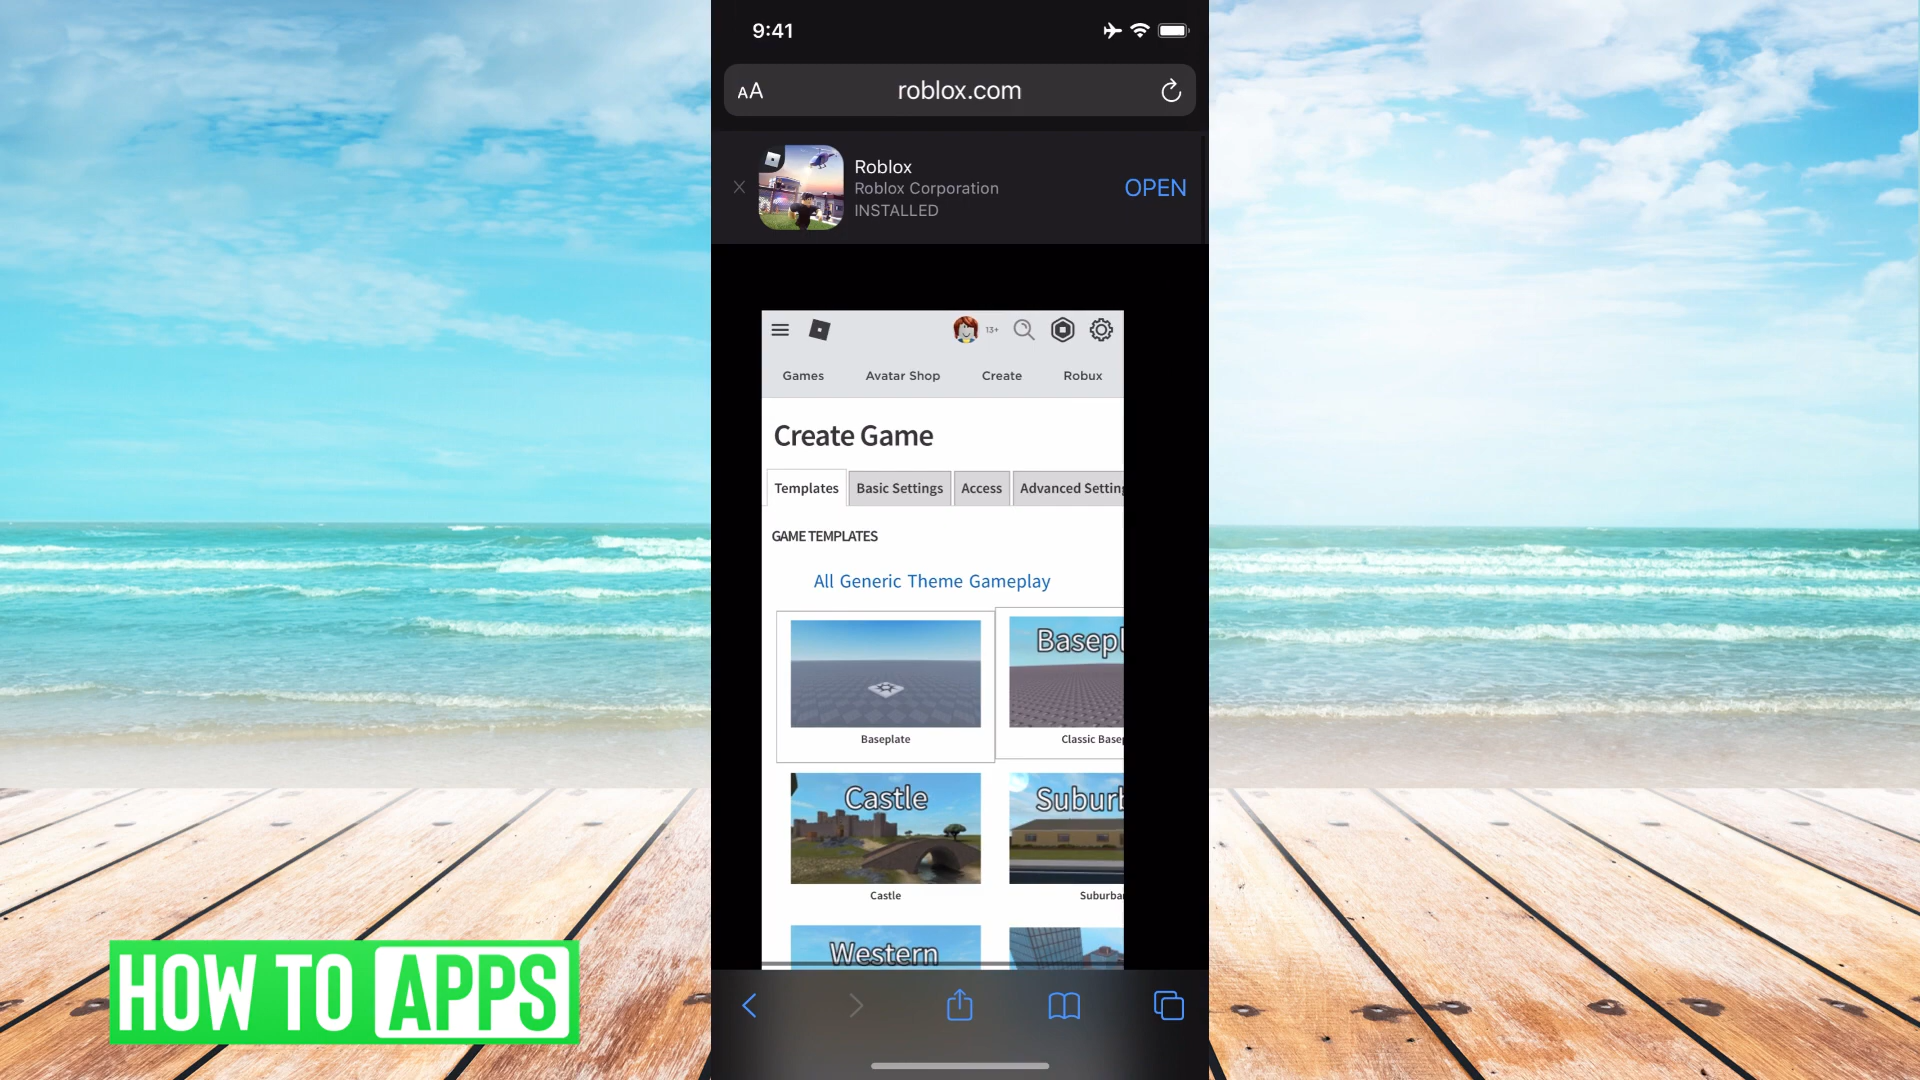 9:41
AA
roblox.com
Roblox
Roblox Corporation
INSTALLED
OPEN
13+
Games
Avatar Shop
Create
Robux
Create Game
Templates
Basic Settings
Access
Advanced Settin
GAME TEMPLATES
All Generic Theme Gameplay
Basepl
Baseplate
Classic Basep
Castle
Suburb
Castle
Suburba
Western
HOW TO APPS